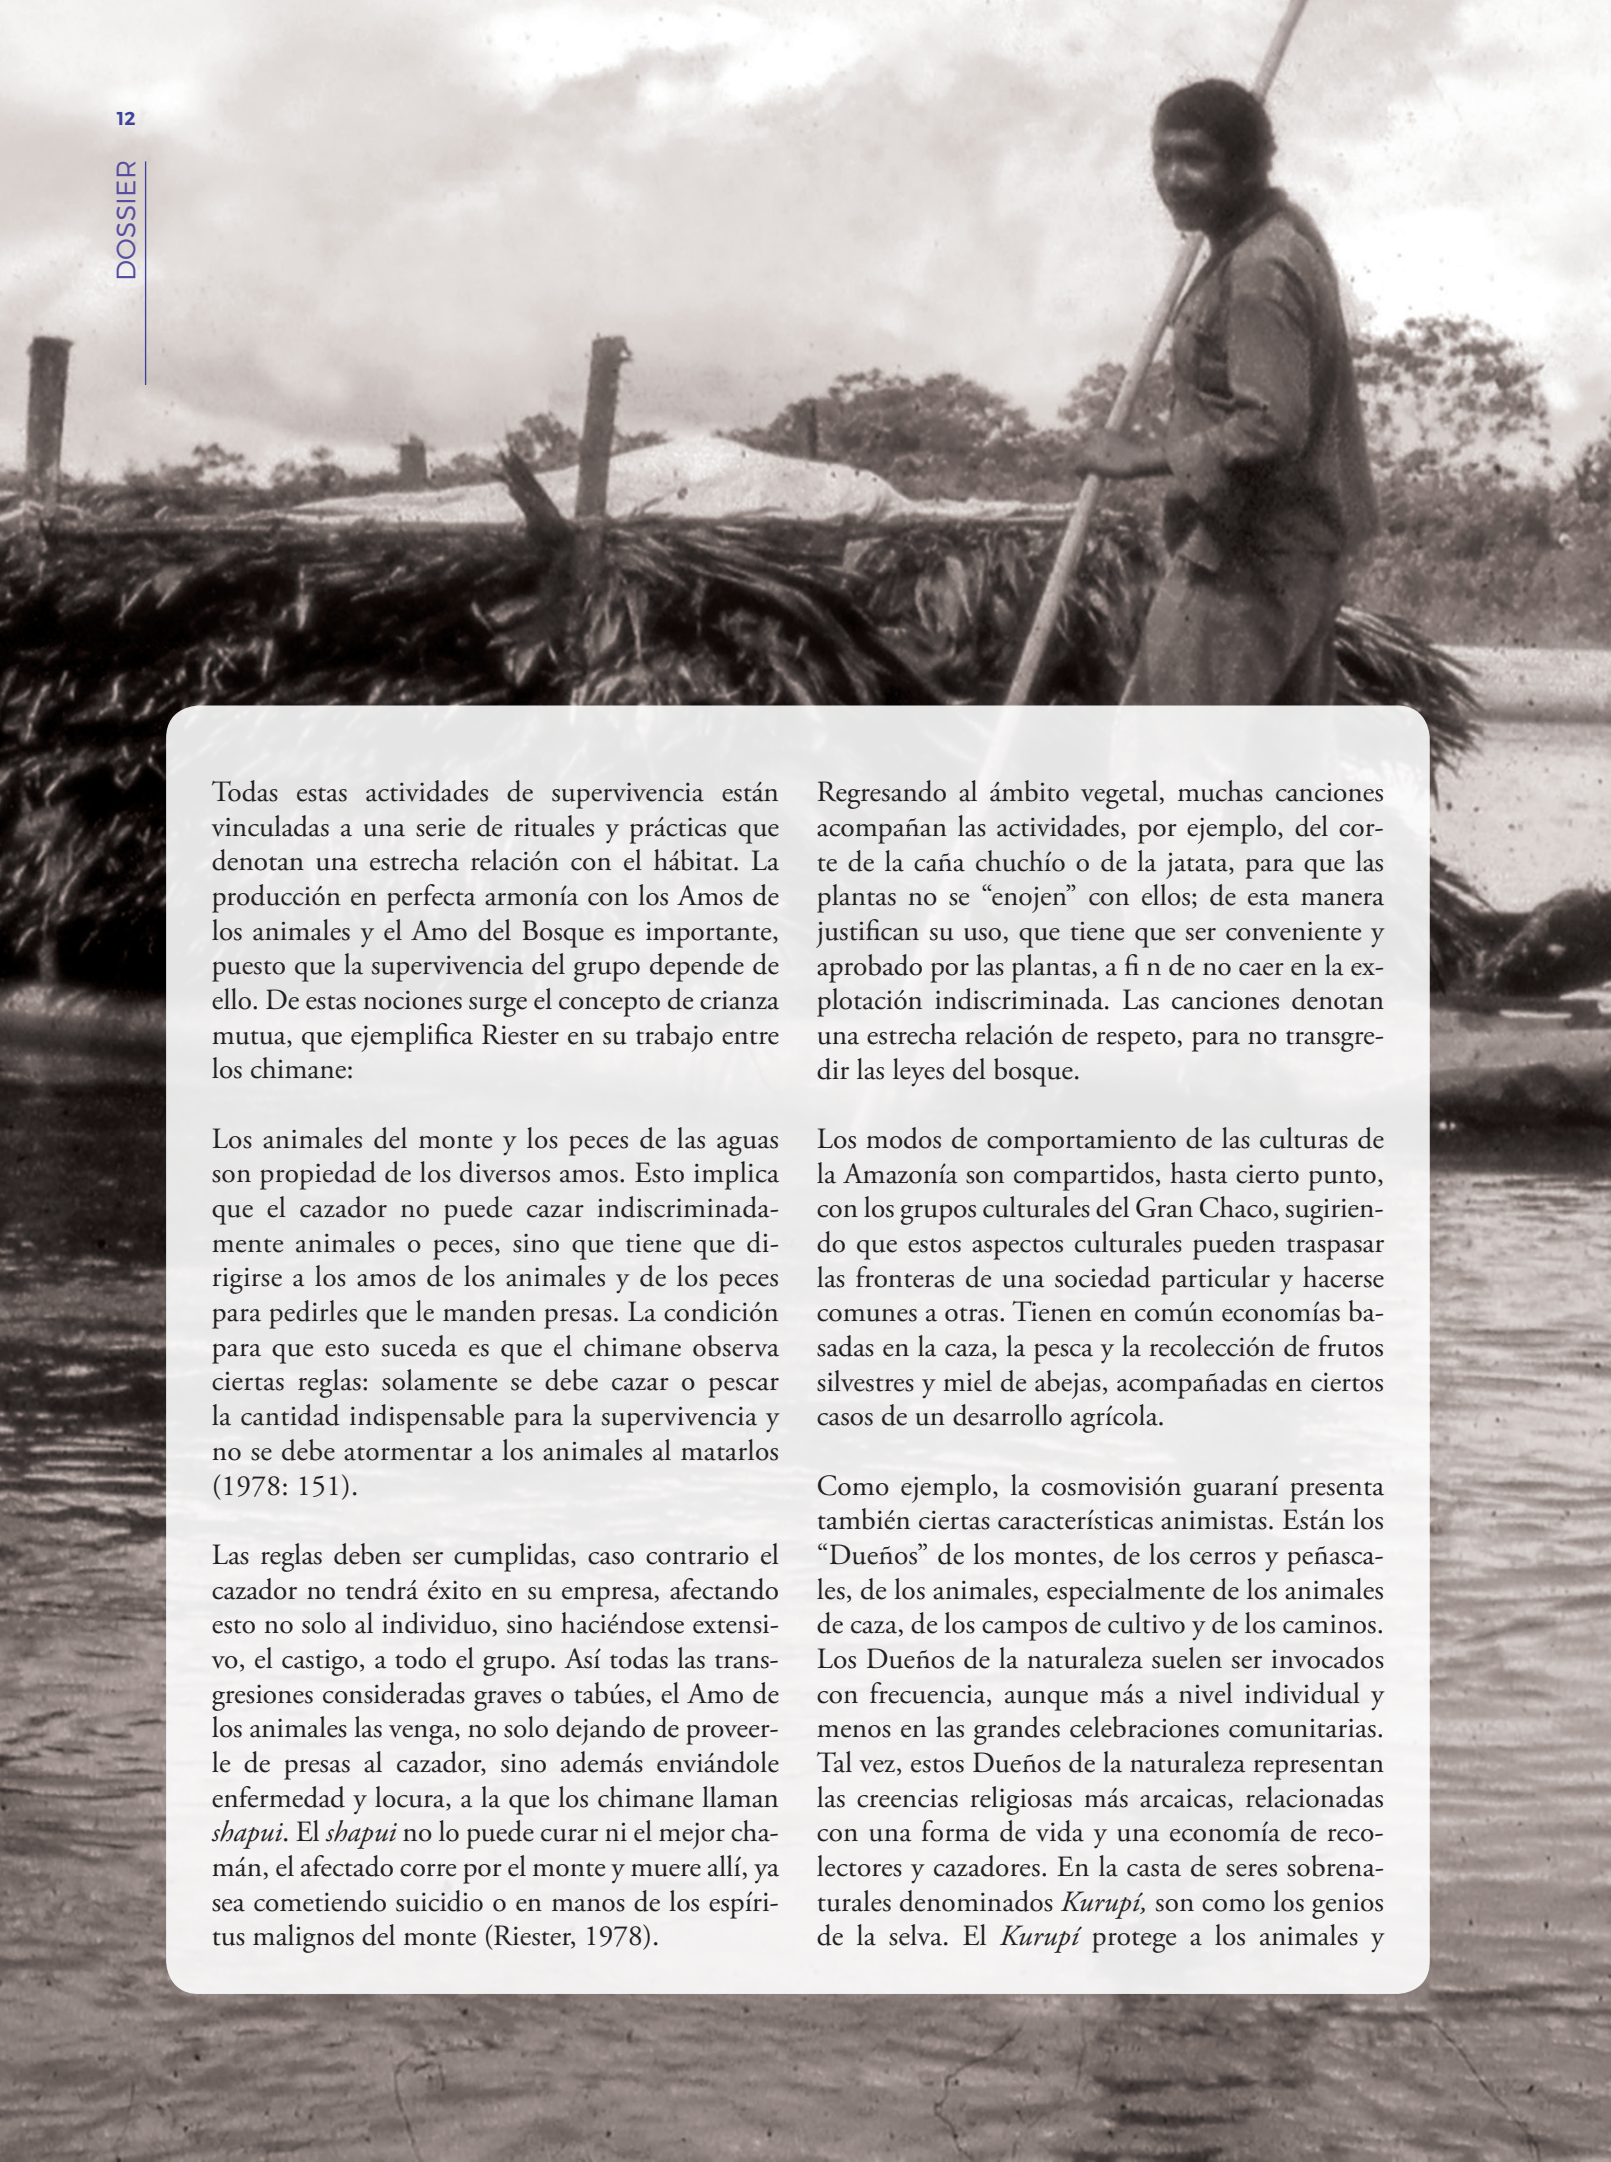 12
DOSSIER
Todas estas actividades de supervivencia están
vinculadas a una serie de rituales y prácticas que
denotan una estrecha relación con el hábitat. La
producción en perfecta armonía con los Amos de
los animales y el Amo del Bosque es importante,
puesto que la supervivencia del grupo depende de
ello. De estas nociones surge el concepto de crianza
mutua, que ejemplifica Riester en su trabajo entre
los chimane:
Los animales del monte y los peces de las aguas
son propiedad de los diversos amos. Esto implica
que el cazador no puede cazar indiscriminada-
mente animales o peces, sino que tiene que di-
rigirse a los amos de los animales y de los peces
para pedirles que le manden presas. La condición
para que esto suceda es que el chimane observa
ciertas reglas: solamente se debe cazar o pescar
la cantidad indispensable para la supervivencia y
no se debe atormentar a los animales al matarlos
(1978: 151).
Las reglas deben ser cumplidas, caso contrario el
cazador no tendrá éxito en su empresa, afectando
esto no solo al individuo, sino haciéndose extensi-
vo, el castigo, a todo el grupo. Así todas las trans-
gresiones consideradas graves o tabúes, el Amo de
los animales las venga, no solo dejando de proveer-
le de presas al cazador, sino además enviándole
enfermedad y locura, a la que los chimane llaman
shapui. El shapui no lo puede curar ni el mejor cha-
mán, el afectado corre por el monte y muere allí, ya
sea cometiendo suicidio o en manos de los espíri-
tus malignos del monte (Riester, 1978).
Regresando al ámbito vegetal, muchas canciones
acompañan las actividades, por ejemplo, del cor-
te de la caña chuchío o de la jatata, para que las
plantas no se “enojen” con ellos; de esta manera
justifican su uso, que tiene que ser conveniente y
aprobado por las plantas, a fi n de no caer en la ex-
plotación indiscriminada. Las canciones denotan
una estrecha relación de respeto, para no transgre-
dir las leyes del bosque.
Los modos de comportamiento de las culturas de
la Amazonía son compartidos, hasta cierto punto,
con los grupos culturales del Gran Chaco, sugirien-
do que estos aspectos culturales pueden traspasar
las fronteras de una sociedad particular y hacerse
comunes a otras. Tienen en común economías ba-
sadas en la caza, la pesca y la recolección de frutos
silvestres y miel de abejas, acompañadas en ciertos
casos de un desarrollo agrícola.
Como ejemplo, la cosmovisión guaraní presenta
también ciertas características animistas. Están los
“Dueños” de los montes, de los cerros y peñasca-
les, de los animales, especialmente de los animales
de caza, de los campos de cultivo y de los caminos.
Los Dueños de la naturaleza suelen ser invocados
con frecuencia, aunque más a nivel individual y
menos en las grandes celebraciones comunitarias.
Tal vez, estos Dueños de la naturaleza representan
las creencias religiosas más arcaicas, relacionadas
con una forma de vida y una economía de reco-
lectores y cazadores. En la casta de seres sobrena-
turales denominados Kurupí, son como los genios
de la selva. El Kurupí protege a los animales y